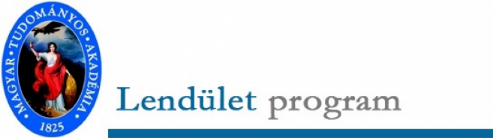 MAGYAR · TUDOMÁNYOS · AKADÉMIA ·
1825
Lendület program